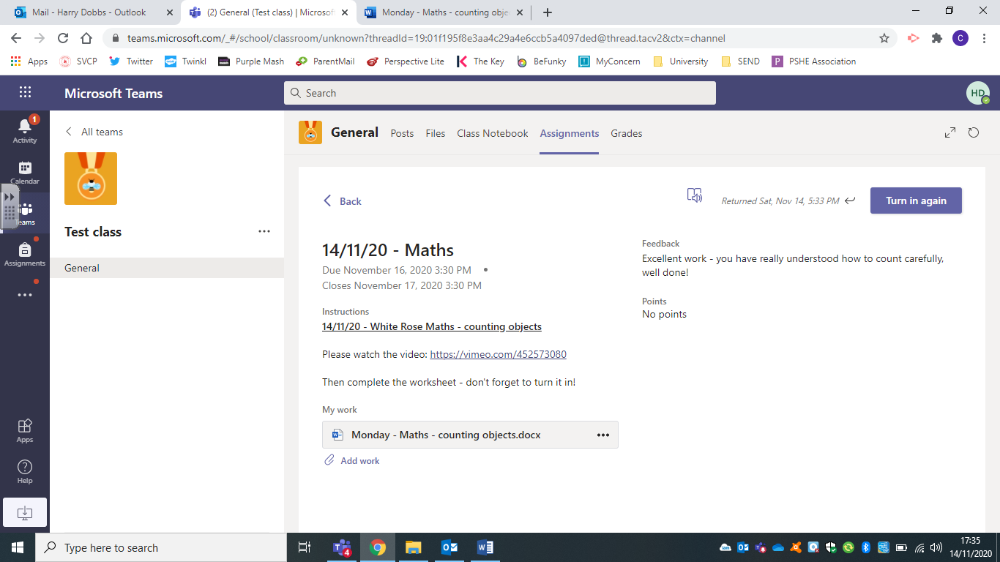 Mail - Harry Dobbs - Outlook
(2) General (Test class) | Microsof
Monday - Maths - counting obje
teams.microsoft.com/_#/school/classroom/unknown?threadId=19:01f195f8e3aa4c29a4e6ccb5a4097ded@thread.tacv2&ctx=channel
C
Apps SVCP Twitter Twinkl Purple Mash ParentMail Perspective Lite The Key BeFunky MyConcern University SEND PSHE Association
Microsoft Teams
Search
HD
1
Activity
Calendar
Teams
Assignments
Apps
Help
All teams
Test class
General
General Posts Files Class Notebook Assignments Grades
Back
Returned Sat, Nov 14, 5:33 PM
Turn in again
14/11/20 - Maths
Due November 16, 2020 3:30 PM •
Closes November 17, 2020 3:30 PM
Instructions
14/11/20 - White Rose Maths - counting objects
Please watch the video: https://vimeo.com/452573080
Then complete the worksheet - don't forget to turn it in!
My work
Monday - Maths - counting objects.docx
Add work
Feedback
Excellent work - you have really understood how to count carefully,
well done!
Points
No points
Type here to search
4
17:35
14/11/2020